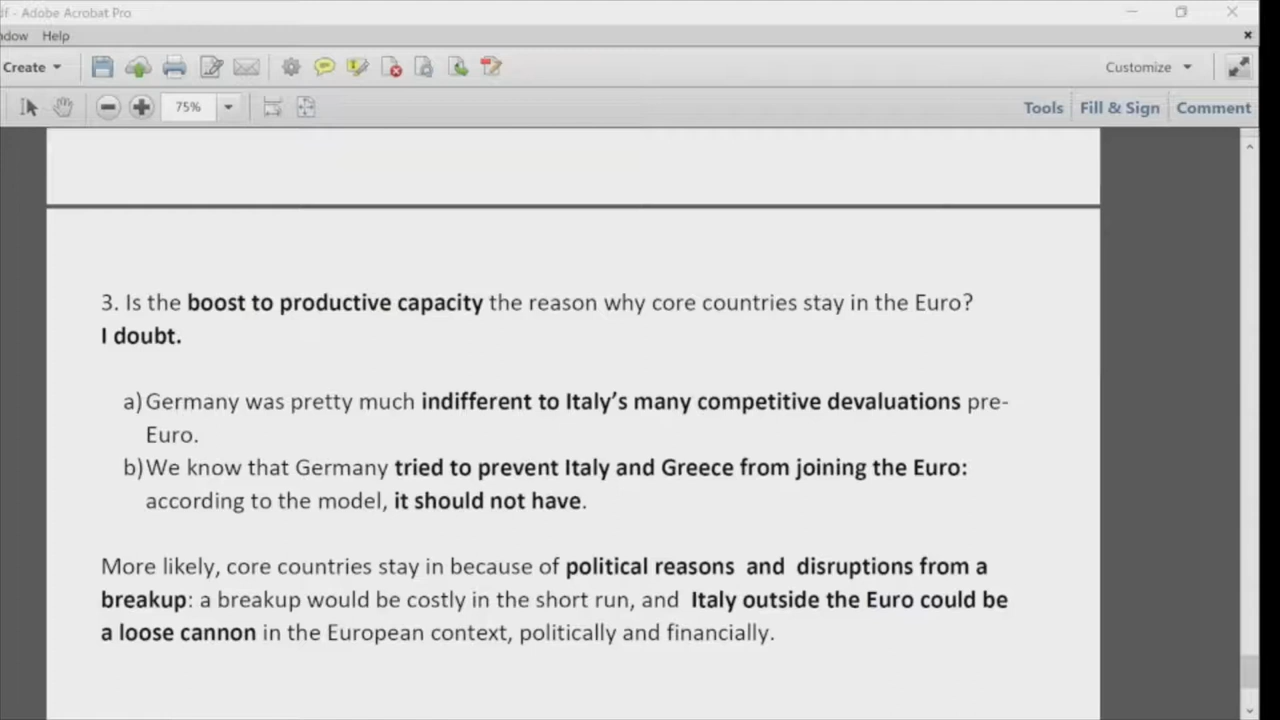 df - Adobe Acrobat Pro
ndow Help
Create Customize
75% Tools Fill & Sign Comment
3. Is the boost to productive capacity the reason why core countries stay in the Euro?
I doubt.
a) Germany was pretty much indifferent to Italy's many competitive devaluations pre-
Euro.
b) We know that Germany tried to prevent Italy and Greece from joining the Euro:
according to the model, it should not have.
More likely, core countries stay in because of political reasons and disruptions from a
breakup: a breakup would be costly in the short run, and Italy outside the Euro could be
a loose cannon in the European context, politically and financially.